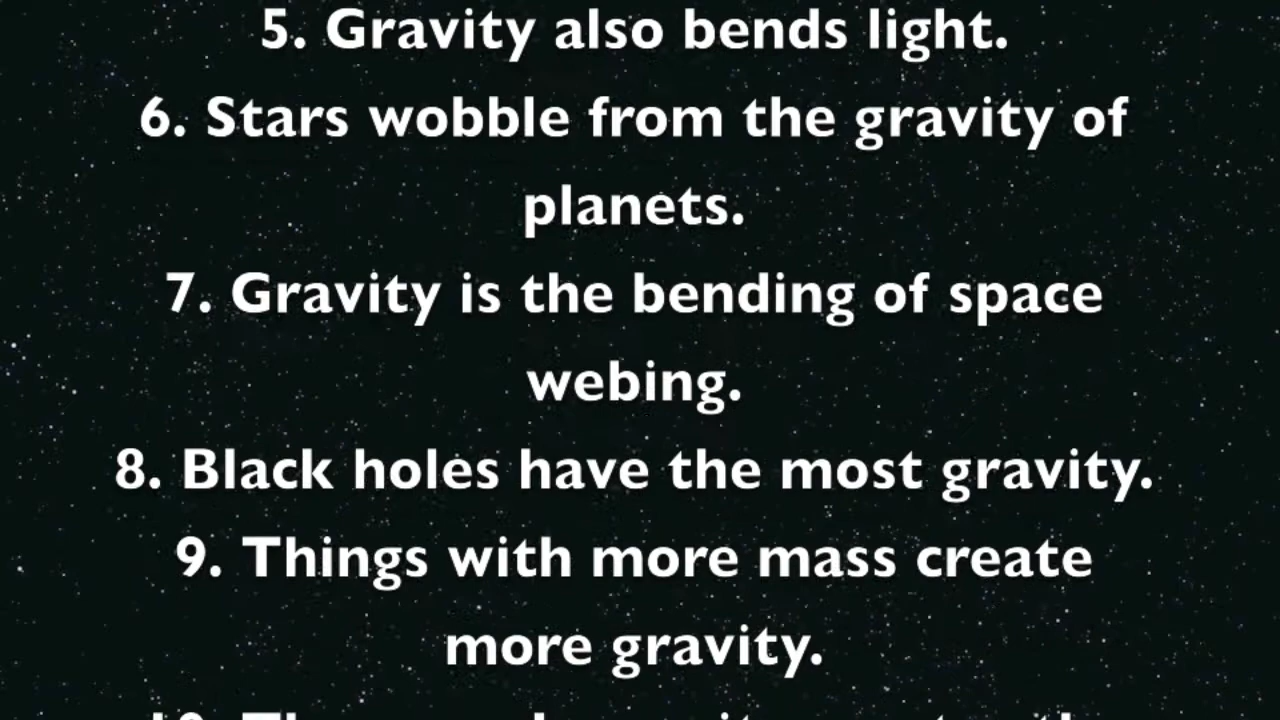 5. Gravity also bends light.
6. Stars wobble from the gravity of
planets.
7. Gravity is the bending of space
webing.
8. Black holes have the most gravity.
9. Things with more mass create
more gravity.